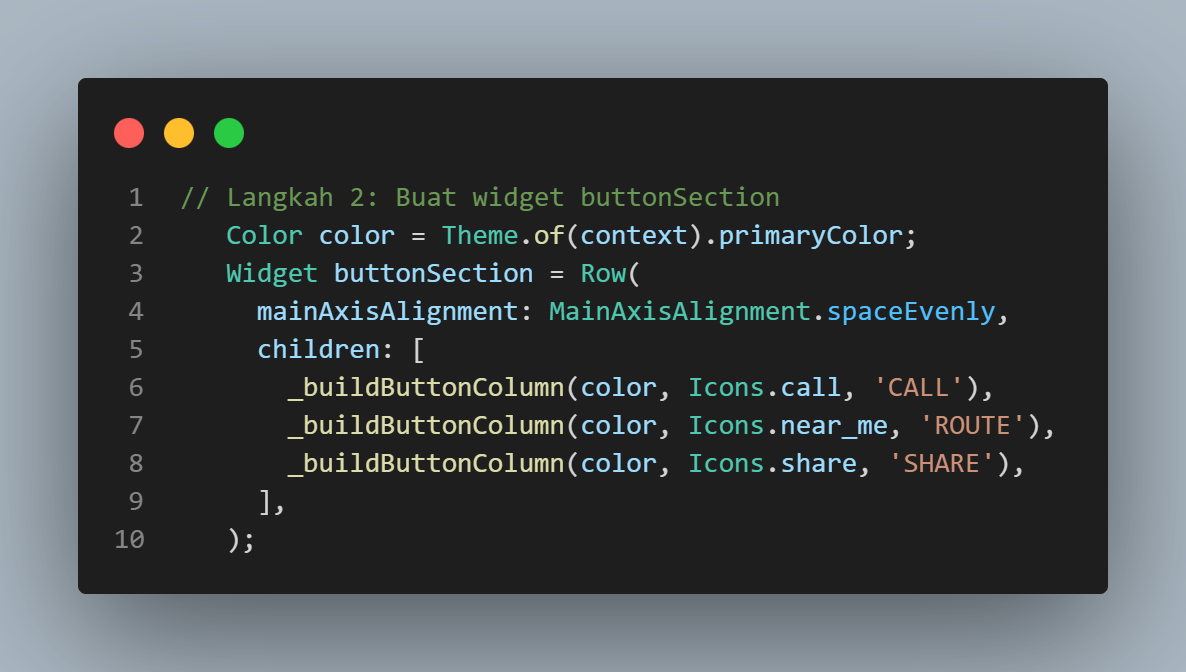 1 // Langkah 2: Buat widget buttonSection
2 Color color = Theme.of(context).primaryColor;
3 Widget buttonSection = Row(
4 mainAxisAlignment: MainAxisAlignment.spaceEvenly,
5 children: [
6 _buildButtonColumn(color, Icons.call, 'CALL'),
7 _buildButtonColumn(color, Icons.near_me, 'ROUTE'),
8 _buildButtonColumn(color, Icons.share, 'SHARE'),
9 ],
10 );